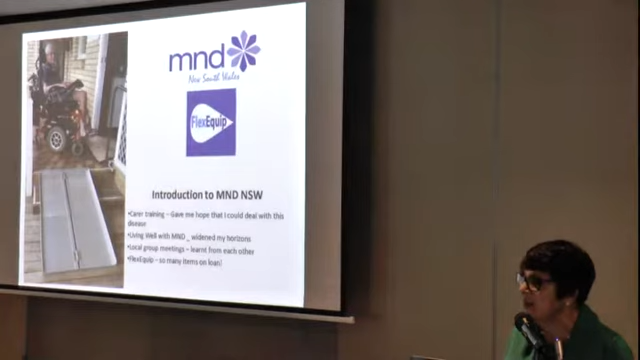 mnd
New South Wales
FlexEquip
Introduction to MND NSW
•Carer training – Gave me hope that I could deal with this
disease
•Living Well with MND _ widened my horizons
•Local group meetings – learnt from each other
•FlexEquip – so many items on loan!